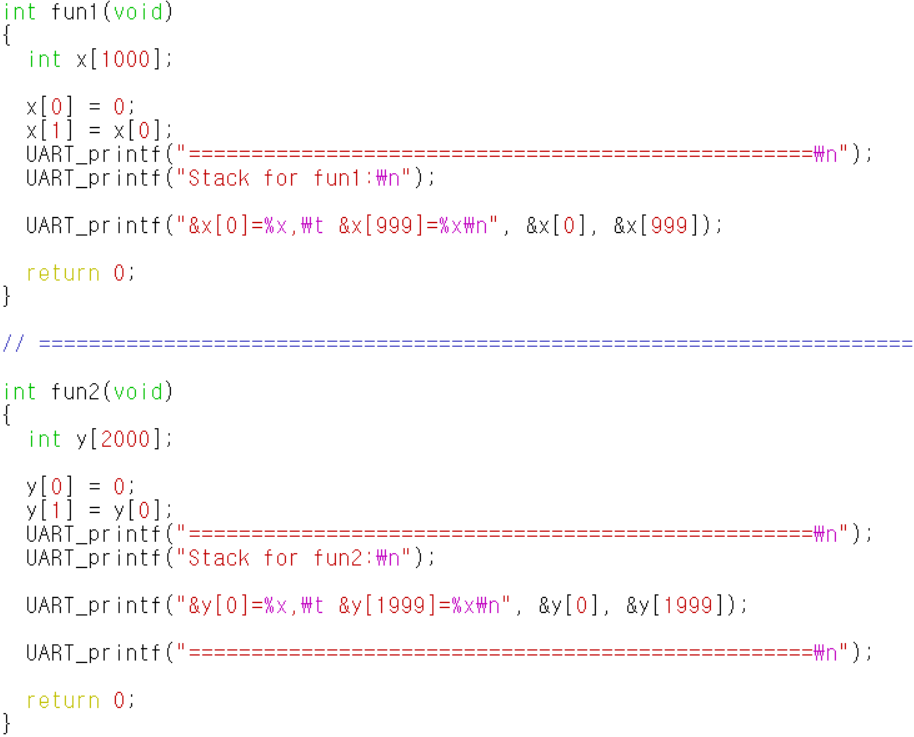 int fun1(void)
{
int x[1000];
x[0] = 0;
x[1] = x[0];
UART_printf("==================================================₩n");
UART_printf("Stack for fun1:₩n");
UART_printf("&x[0]=%x,₩t &x[999]=%x₩n", &x[0], &x[999]);
return 0;
}
// ======================================================================
int fun2(void)
{
int y[2000];
y[0] = 0;
y[1] = y[0];
UART_printf("==================================================₩n");
UART_printf("Stack for fun2:₩n");
UART_printf("&y[0]=%x,₩t &y[1999]=%x₩n", &y[0], &y[1999]);
UART_printf("==================================================₩n");
return 0;
}